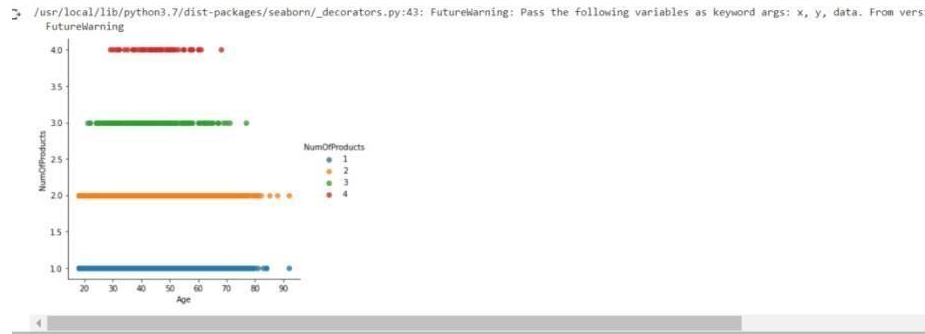 /usr/local/lib/python3.7/dist-packages/seaborn/_decorators.py:43: FutureWarning: Pass the following variables as keyword args: x, y, data. From vers
FutureWarning
4.0
3.5
3.0
2.5
2.0
1.5
1.0
NumOfProducts
20 30 40 50 60 70 80 90
Age
NumOfProducts
1
2
3
4